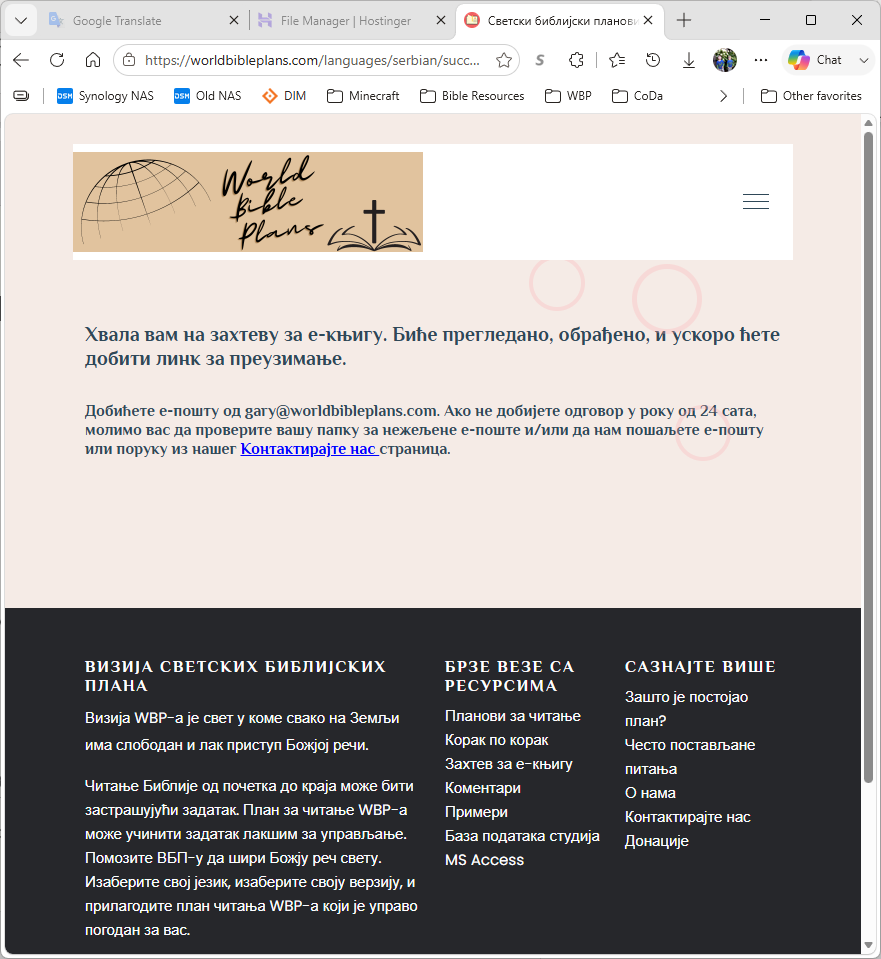 Google Translate
File Manager | Hostinger
Светски библијски планови
https://worldbibleplans.com/languages/serbian/succ...
Chat
Synology NAS
Old NAS
DIM
Minecraft
Bible Resources
WBP
CoDa
Other favorites
World
Bible
Plans
Хвала вам на захтеву за е-књигу. Биће прегледано, обрађено, и ускоро ћете
добити линк за преузимање.
Добићете е-пошту од gary@worldbibleplans.com. Ако не добијете одговор у року од 24 сата,
молимо вас да проверите вашу папку за нежељене е-поште и/или да нам пошаљете е-пошту
или поруку из нашег Контактирајте нас страница.
ВИЗИЈА СВЕТСКИХ БИБЛИЈСКИХ
ПЛАНА
Визија WBP-а је свет у коме свако на Земљи
има слободан и лак приступ Божјој речи.
Читање Библије од почетка до краја може бити
застрашујући задатак. План за читање WBP-а
може учинити задатак лакшим за управљање.
Помозите ВБП-у да шири Божју реч свету.
Изаберите свој језик, изаберите своју верзију, и
прилагодите план читања WBP-а који је управо
погодан за вас.
БРЗЕ ВЕЗЕ СА
РЕСУРСИМА
Планови за читање
Корак по корак
Захтев за е-књигу
Коментари
Примери
База података студија
MS Access
САЗНАЈТЕ ВИШЕ
Зашто је постојао
план?
Често постављане
питања
О нама
Контактирајте нас
Донације